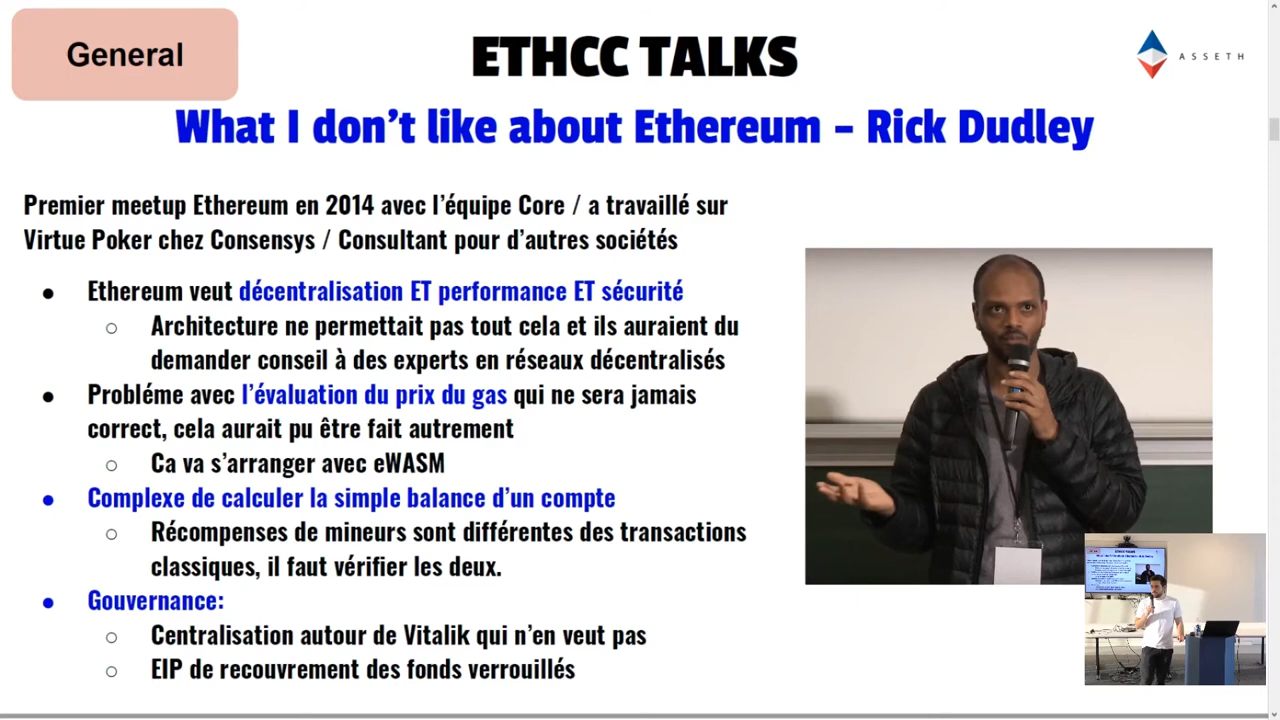 General
ETHCC TALKS
ASSETH
What I don't like about Ethereum – Rick Dudley
Premier meetup Ethereum en 2014 avec l'équipe Core / a travaillé sur
Virtue Poker chez Consensys / Consultant pour d'autres sociétés
● Ethereum veut décentralisation ET performance ET sécurité
○ Architecture ne permettait pas tout cela et ils auraient du
demander conseil à des experts en réseaux décentralisés
● Probléme avec l'évaluation du prix du gas qui ne sera jamais
correct, cela aurait pu être fait autrement
○ Ca va s'arranger avec eWASM
● Complexe de calculer la simple balance d'un compte
○ Récompenses de mineurs sont différentes des transactions
classiques, il faut vérifier les deux.
● Gouvernance:
○ Centralisation autour de Vitalik qui n'en veut pas
○ EIP de recouvrement des fonds verrouillés